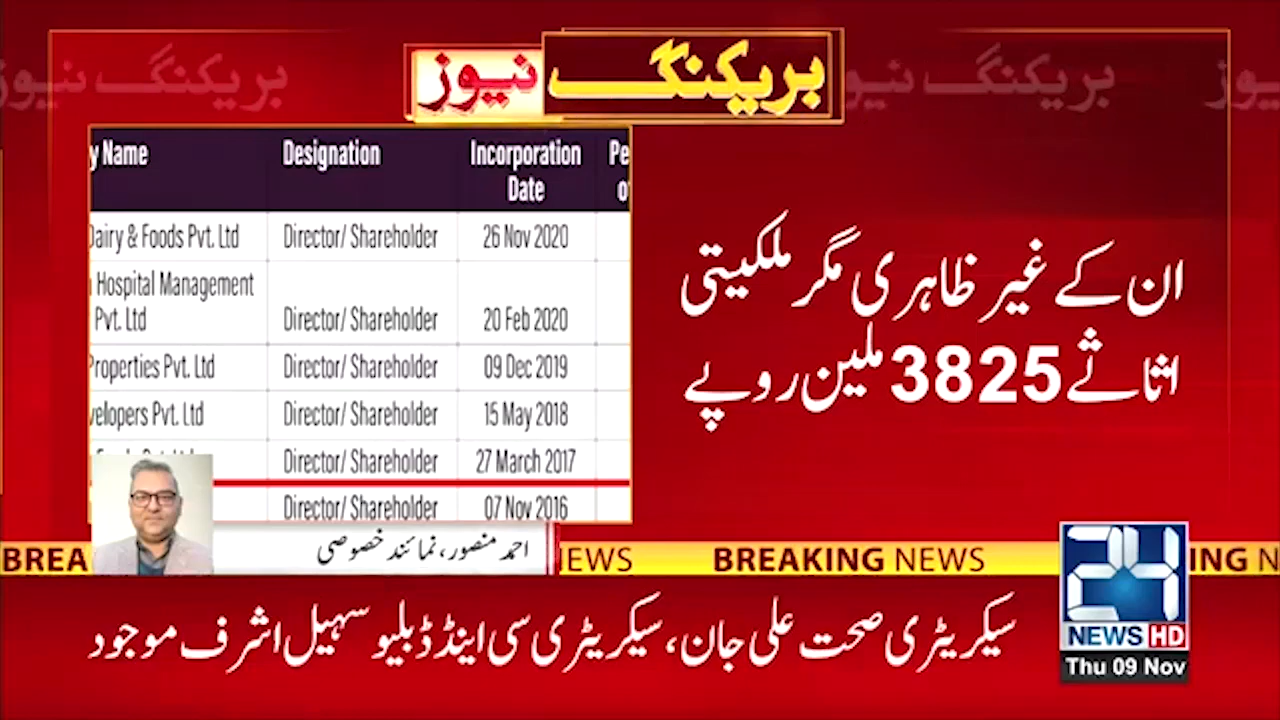 بریکنگ نیوز
y Name Designation Incorporation Date
Dairy & Foods Pvt. Ltd Director/ Shareholder 26 Nov 2020
Hospital Management Pvt. Ltd Director/ Shareholder 20 Feb 2020
Properties Pvt. Ltd Director/ Shareholder 09 Dec 2019
velopers Pvt. Ltd Director/ Shareholder 15 May 2018
Director/ Shareholder 27 March 2017
Director/ Shareholder 07 Nov 2016
ان کے غیر ظاہری مگر ملکیتی
اثاثے 3825 ملین روپے
احمد منصور، نمائند خصوصی
BREAKING NEWS
سیکریٹری صحت علی جان، سیکریٹری سی اینڈ ڈبلیو سہیل اشرف موجود
24
NEWS HD
Thu 09 Nov